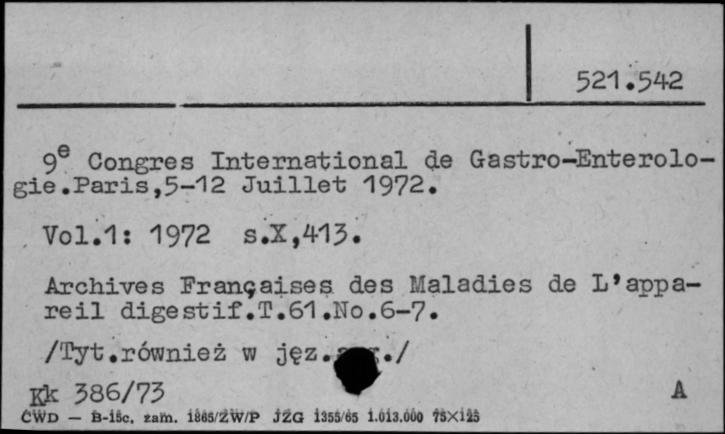 521.542
9e Congres International de Gastro-Enterolo-
gie.Paris,5-12 Juillet 1972.
Vol.1: 1972 s.X,413.
Archives Françaises des Maladies de L'appa-
reil digestif.T.61.No.6-7.
/Tyt.również w jęz. /
Kk 386/73 A
CWD — B-15c, zam. 1865/ZW/P JZG 1355/65 1.013.000 75×125